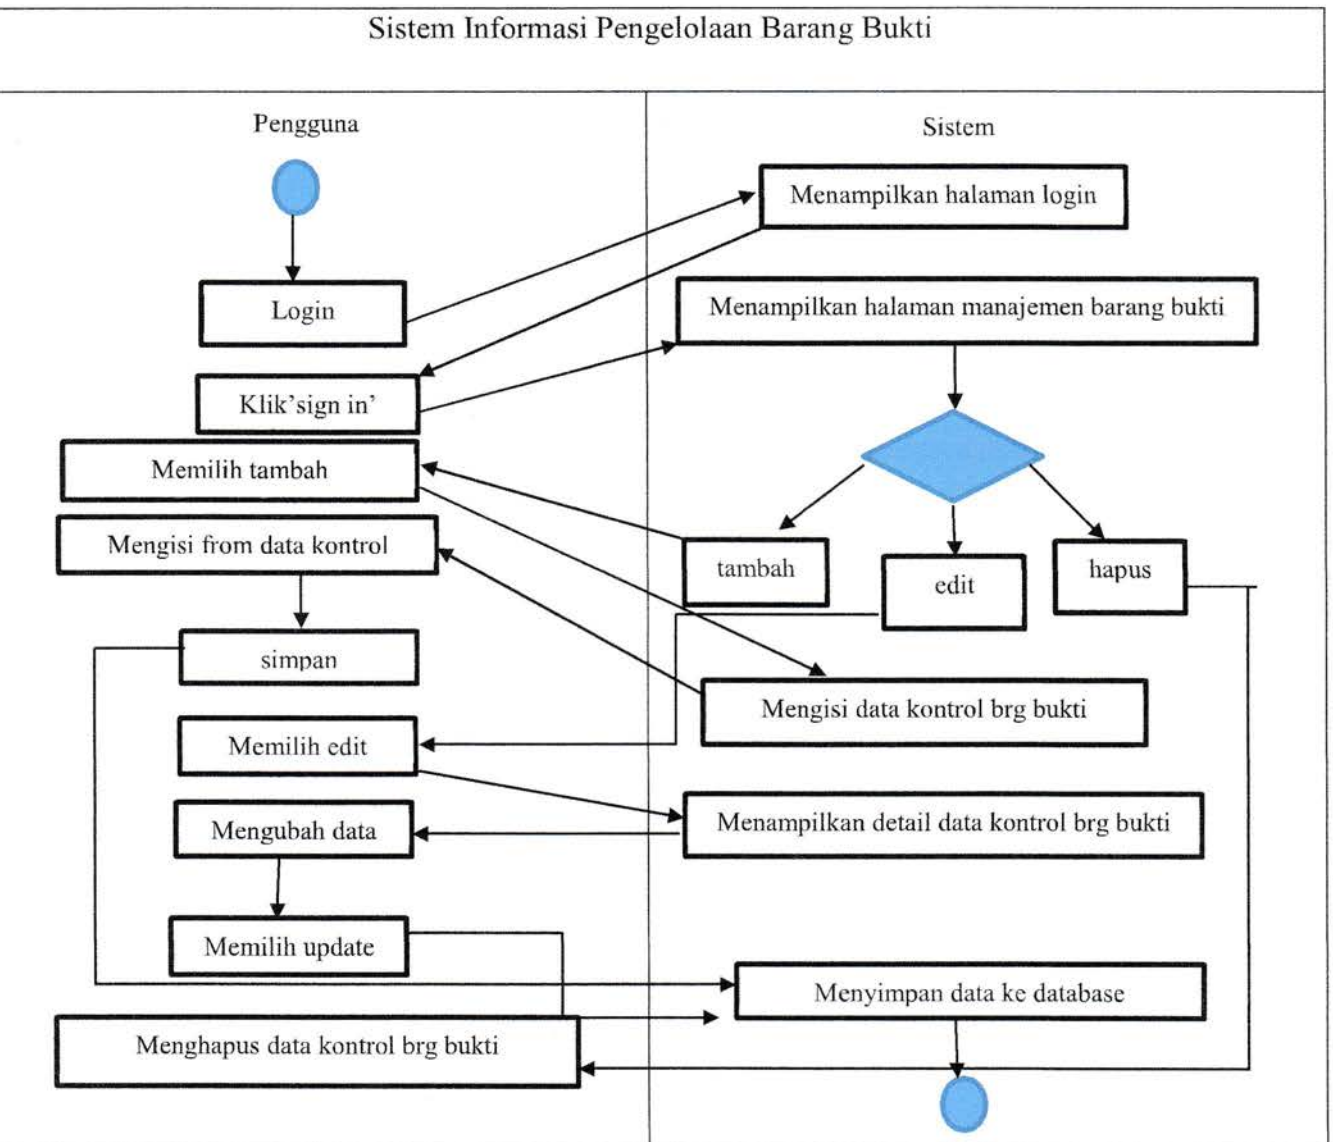 Sistem Informasi Pengelolaan Barang Bukti
Pengguna
Sistem
Menampilkan halaman login
Login
Menampilkan halaman manajemen barang bukti
Klik’sign in’
Memilih tambah
Mengisi from data kontrol
tambah
edit
hapus
simpan
Mengisi data kontrol brg bukti
Memilih edit
Mengubah data
Menampilkan detail data kontrol brg bukti
Memilih update
Menyimpan data ke database
Menghapus data kontrol brg bukti